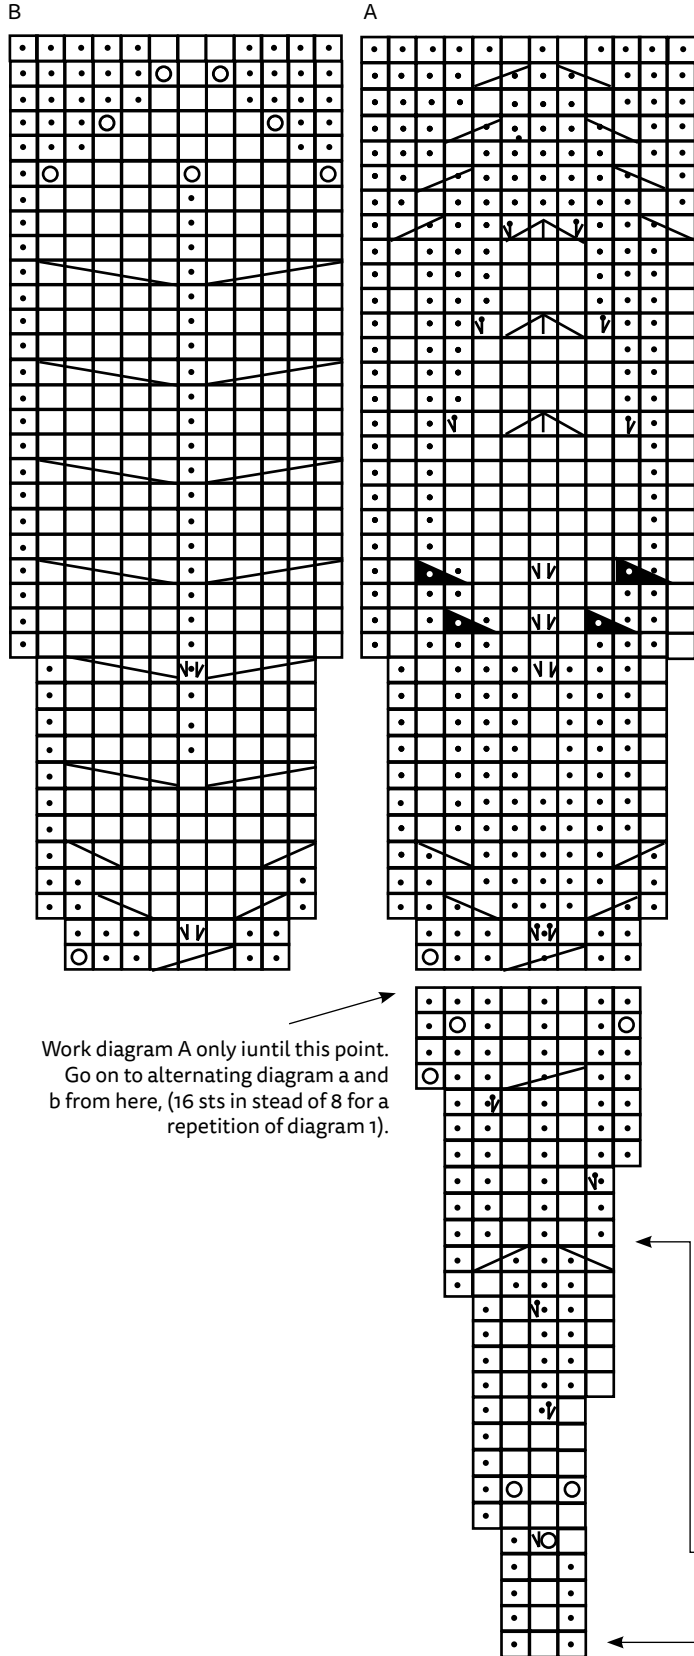 B
A
Work diagram A only iuntil this point.
Go on to alternating diagram a and
b from here, (16 sts in stead of 8 for a
repetition of diagram 1).